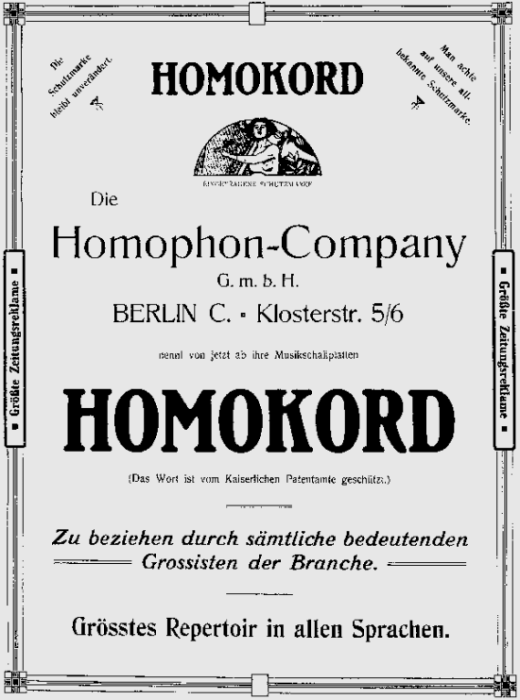 Die
Schutzmarke
bleibt unverändert.
HOMOKORD
Man achte
auf unsere all-
bekannte Schutzmarke.
EINGETRAGENE SCHUTZMARKE
Die
Homophon-Company
G. m. b. H.
BERLIN C. ▪ Klosterstr. 5/6
nennt von jetzt ab ihre Musikschallplatten
HOMOKORD
(Das Wort ist vom Kaiserlichen Patentamte geschützt.)
▪ Größte Zeitungsreklame ▪
▪ Größte Zeitungsreklame ▪
Zu beziehen durch sämtliche bedeutenden
Grossisten der Branche.
Grösstes Repertoir in allen Sprachen.